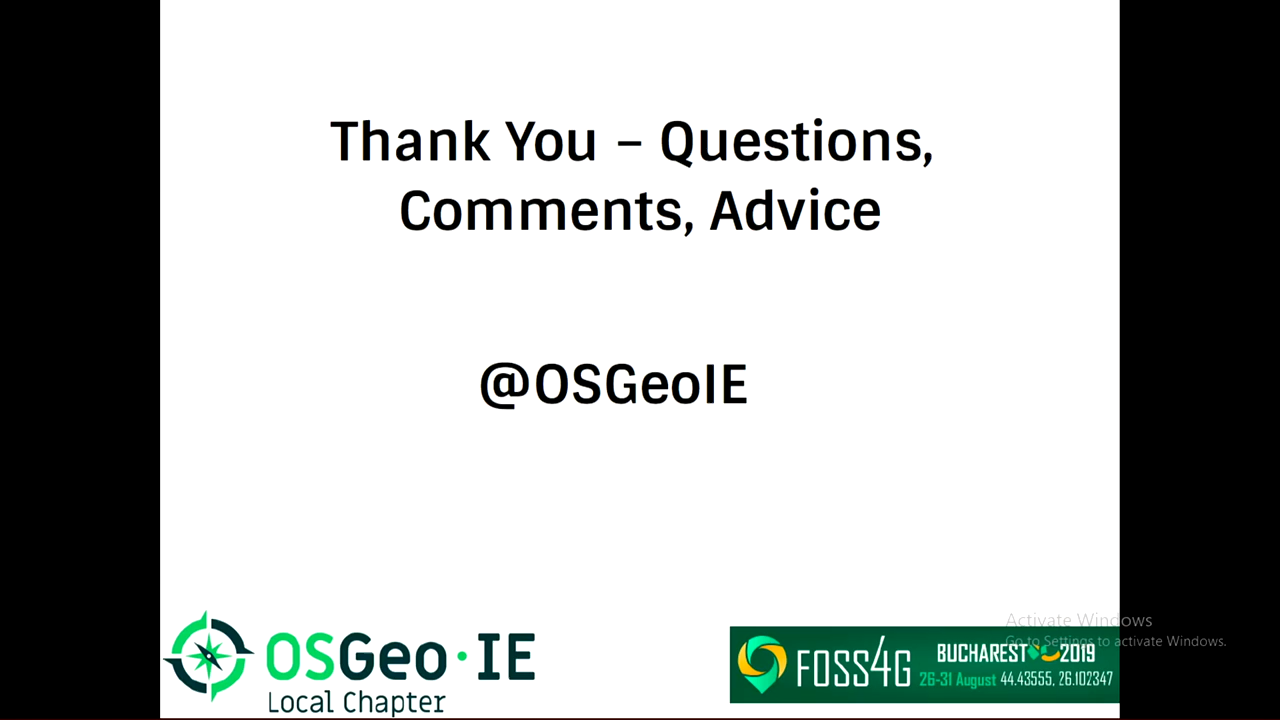 Thank You – Questions,
Comments, Advice
@OSGeoIE
OSGeo·IE
Local Chapter
FOSS4G
BUCHAREST 2019
26-31 August 44.43555, 26.102347
Activate Windows
Go to Settings to activate Windows.